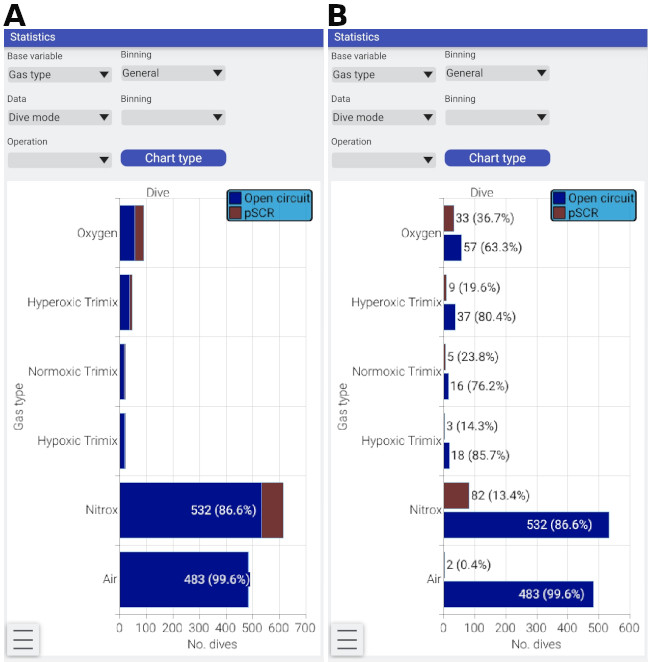 A
Statistics
Base variable
Binning
Gas type
General
Data
Binning
Dive mode
Operation
Chart type
Dive
Open circuit
pSCR
Oxygen
Hyperoxic Trimix
Normoxic Trimix
Hypoxic Trimix
Nitrox
532 (86.6%)
Air
483 (99.6%)
Gas type
0 100 200 300 400 500 600 700
No. dives
B
Statistics
Base variable
Binning
Gas type
General
Data
Binning
Dive mode
Operation
Chart type
Dive
Open circuit
pSCR
33 (36.7%)
Oxygen
57 (63.3%)
9 (19.6%)
Hyperoxic Trimix
37 (80.4%)
5 (23.8%)
Normoxic Trimix
16 (76.2%)
3 (14.3%)
Hypoxic Trimix
18 (85.7%)
82 (13.4%)
Nitrox
532 (86.6%)
2 (0.4%)
Air
483 (99.6%)
Gas type
0 100 200 300 400 500 600
No. dives